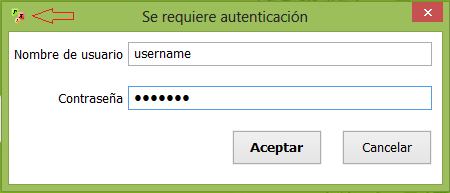 Se requiere autenticación
Nombre de usuario username
Contraseña •••••••
Aceptar Cancelar